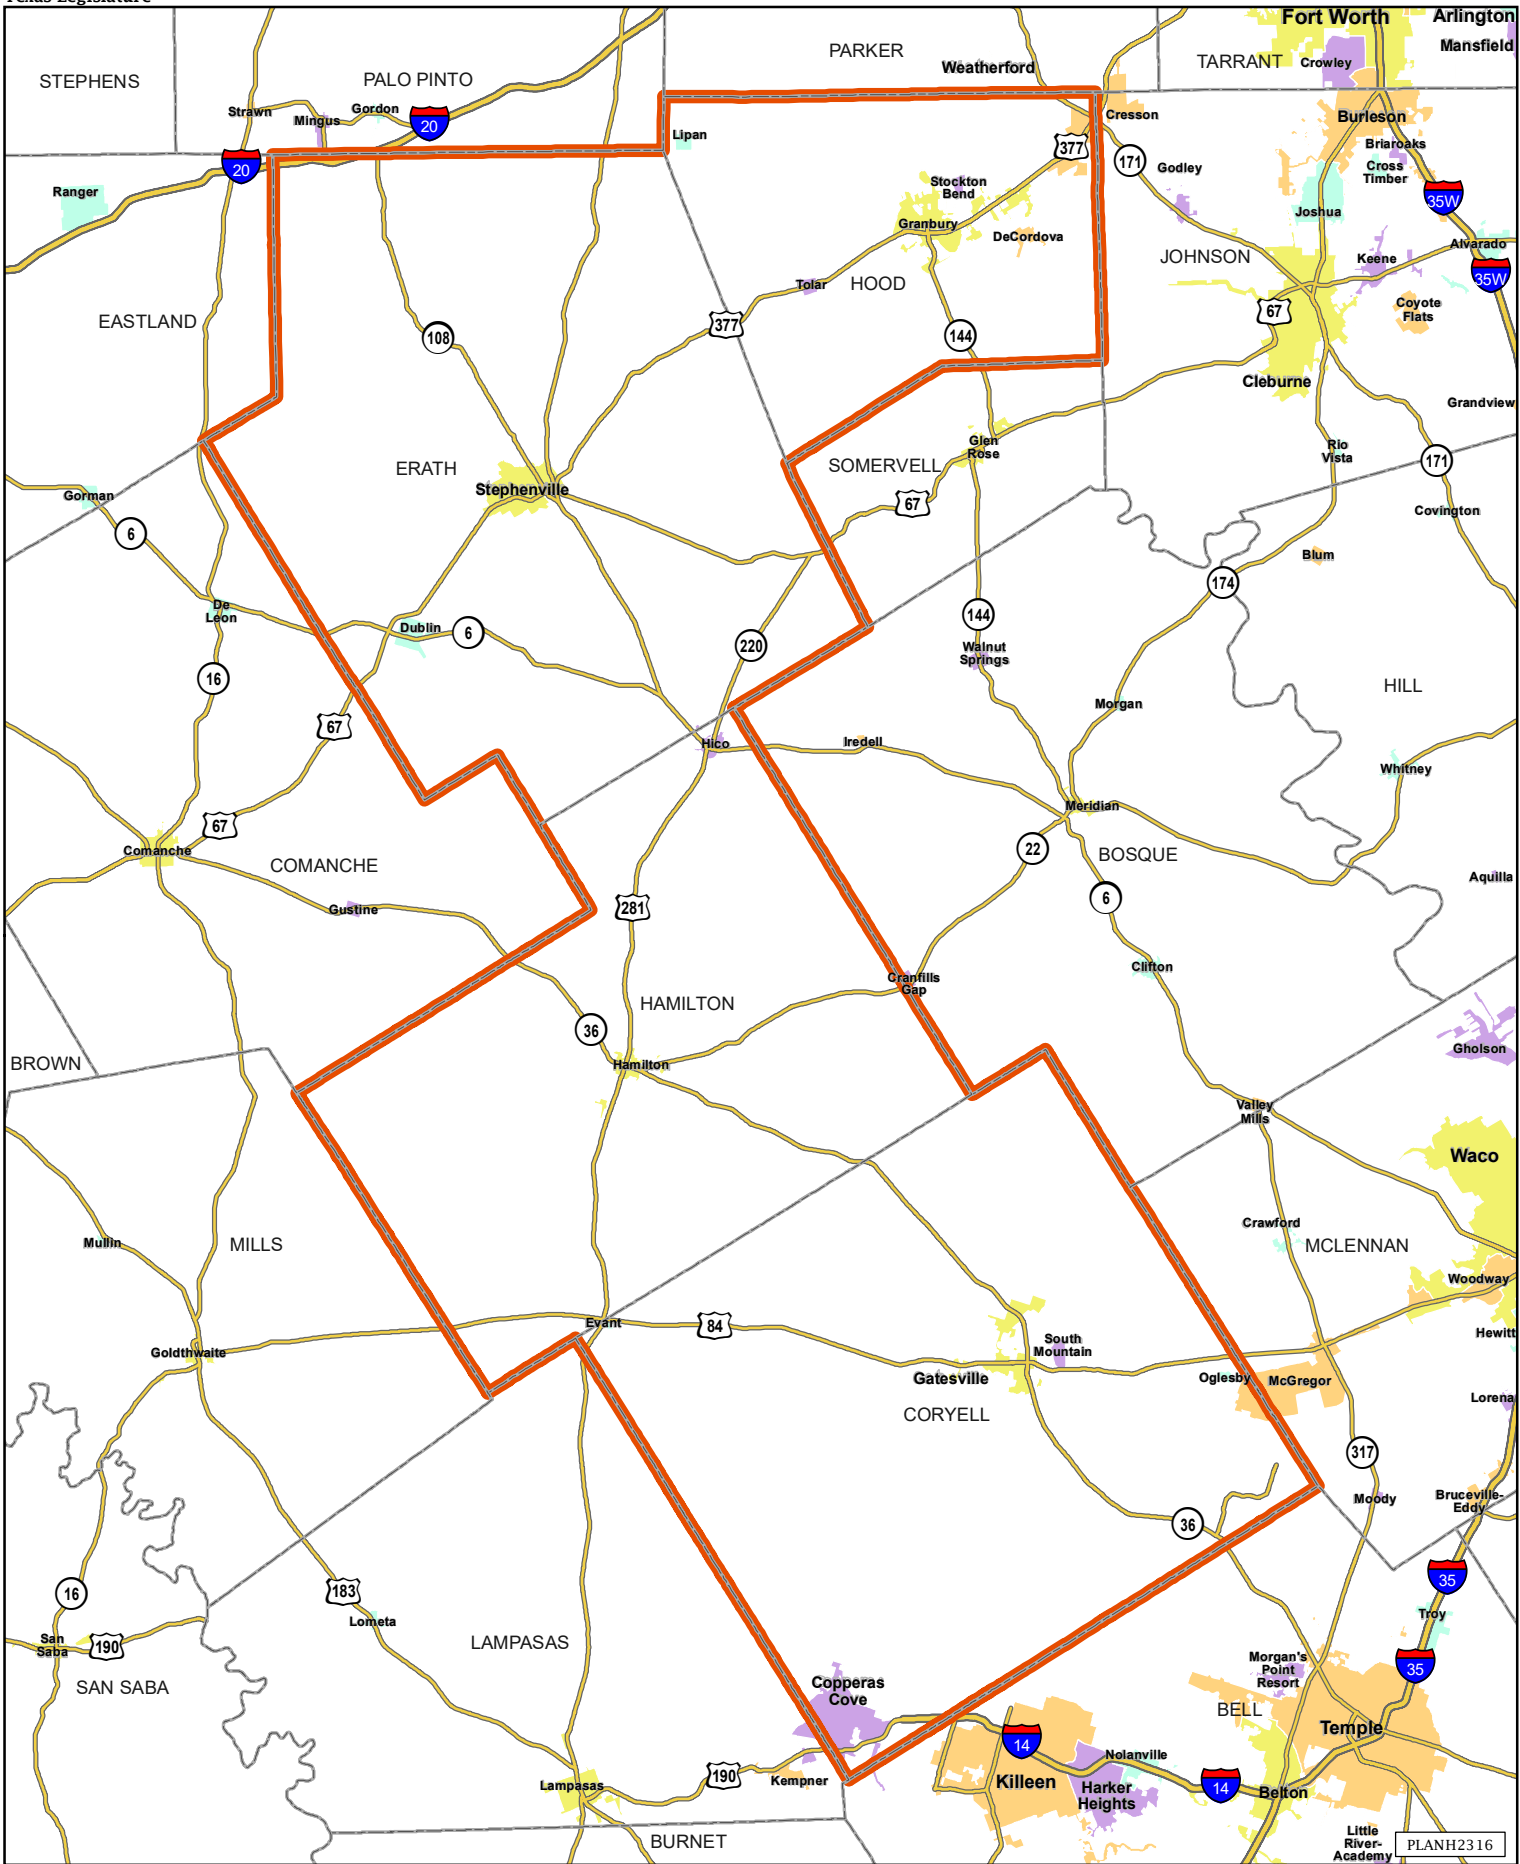 Texas Legislature
Fort Worth
Arlington
Mansfield
PARKER
Weatherford
TARRANT
Crowley
STEPHENS
PALO PINTO
Strawn
Mingus
Gordon
20
Lipan
Cresson
Burleson
Briaroaks
Cross
Timber
377
171
Godley
20
Ranger
Stockton
Bend
Granbury
DeCordova
Joshua
35W
Alvarado
JOHNSON
Keene
35W
Tolar
HOOD
EASTLAND
377
108
144
67
Coyote
Flats
Cleburne
Grandview
Glen
Rose
Rio
Vista
171
ERATH
SOMERVELL
Stephenville
67
Gorman
6
Covington
Blum
174
De
Leon
Dublin
6
144
220
Walnut
Springs
16
HILL
Morgan
67
Hico
Iredell
Whitney
Meridian
67
Comanche
22
BOSQUE
COMANCHE
Aquilla
Gustine
281
6
Clifton
Cranfills
Gap
HAMILTON
36
BROWN
Hamilton
Gholson
Valley
Mills
Waco
Crawford
MCLENNAN
Mullin
MILLS
Woodway
Evant
84
Hewitt
Goldthwaite
South
Mountain
Gatesville
Oglesby
McGregor
Lorena
CORYELL
317
Moody
Bruceville-
Eddy
36
35
16
183
Lometa
Troy
San
Saba
190
LAMPASAS
35
Morgan's
Point
Resort
SAN SABA
Copperas
Cove
BELL
Temple
14
Nolanville
190
Kempner
Killeen
Harker
Heights
14
Belton
Lampasas
BURNET
Little
River-
Academy
PLANH2316